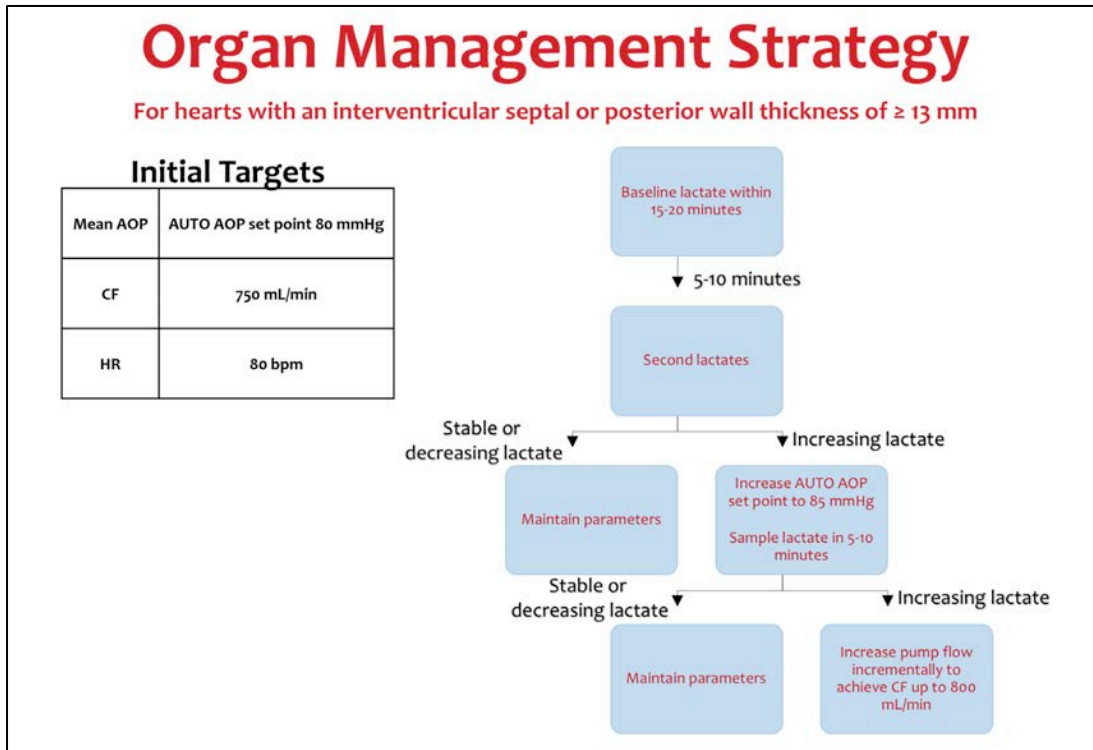 Organ Management Strategy
For hearts with an interventricular septal or posterior wall thickness of ≥ 13 mm
Initial Targets
Mean AOP
AUTO AOP set point 80 mmHg
CF
750 mL/min
HR
80 bpm
Baseline lactate within
15-20 minutes
5-10 minutes
Second lactates
Stable or
decreasing lactate
Increasing lactate
Maintain parameters
Increase AUTO AOP
set point to 85 mmHg
Sample lactate in 5-10
minutes
Stable or
decreasing lactate
Increasing lactate
Maintain parameters
Increase pump flow
incrementally to
achieve CF up to 800
mL/min